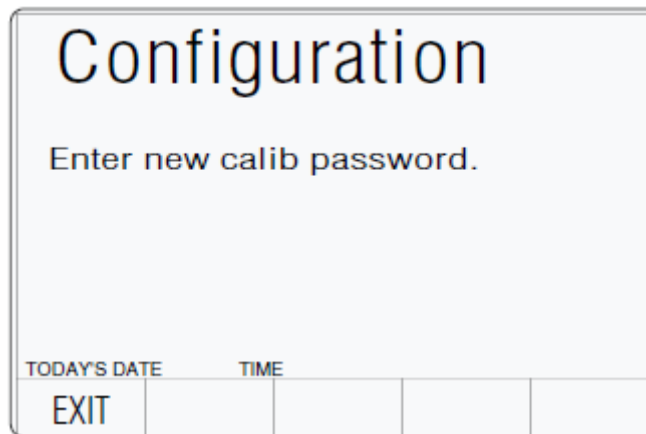 Configuration
Enter new calib password.
TODAY'S DATE TIME
EXIT